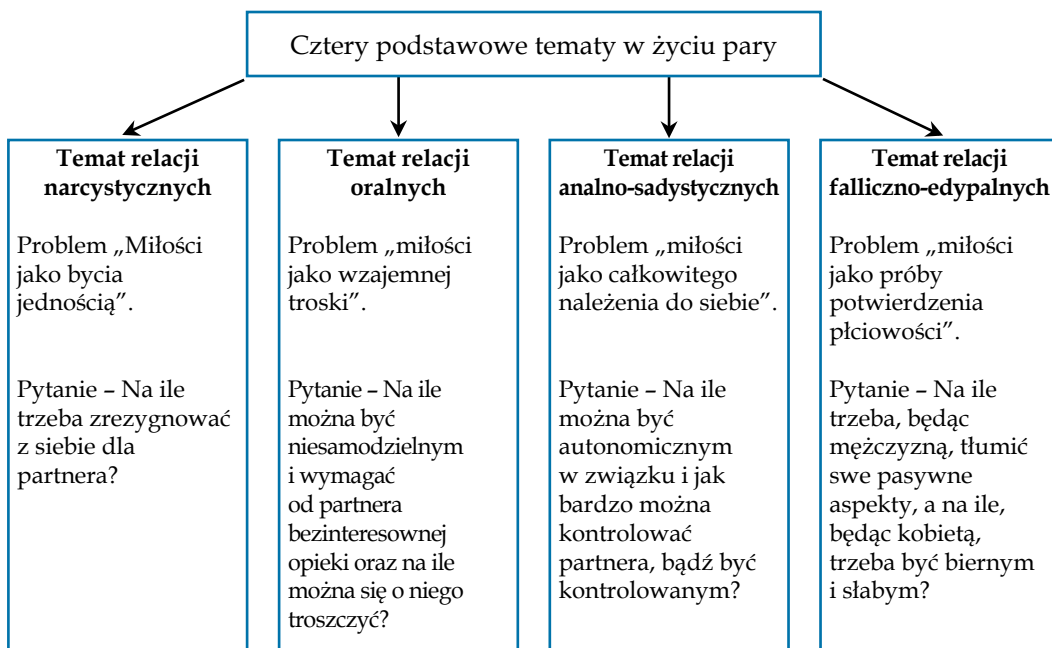 Cztery podstawowe tematy w życiu pary
Temat relacji
narcystycznych
Problem „Miłości
jako bycia
jednością”.
Pytanie – Na ile
trzeba zrezygnować
z siebie dla
partnera?
Temat relacji
oralnych
Problem „miłości
jako wzajemnej
troski”.
Pytanie – Na ile
można być
niesamodzielnym
i wymagać
od partnera
bezinteresownej
opieki oraz na ile
można się o niego
troszczyć?
Temat relacji
analno-sadystycznych
Problem „miłości
jako całkowitego
należenia do siebie”.
Pytanie – Na ile
można być
autonomicznym
w związku i jak
bardzo można
kontrolować
partnera, bądź być
kontrolowanym?
Temat relacji
falliczno-edypalnych
Problem „miłości
jako próby
potwierdzenia
płciowości”.
Pytanie – Na ile
trzeba, będąc
mężczyzną, tłumić
swe pasywne
aspekty, a na ile,
będąc kobietą,
trzeba być biernym
i słabym?